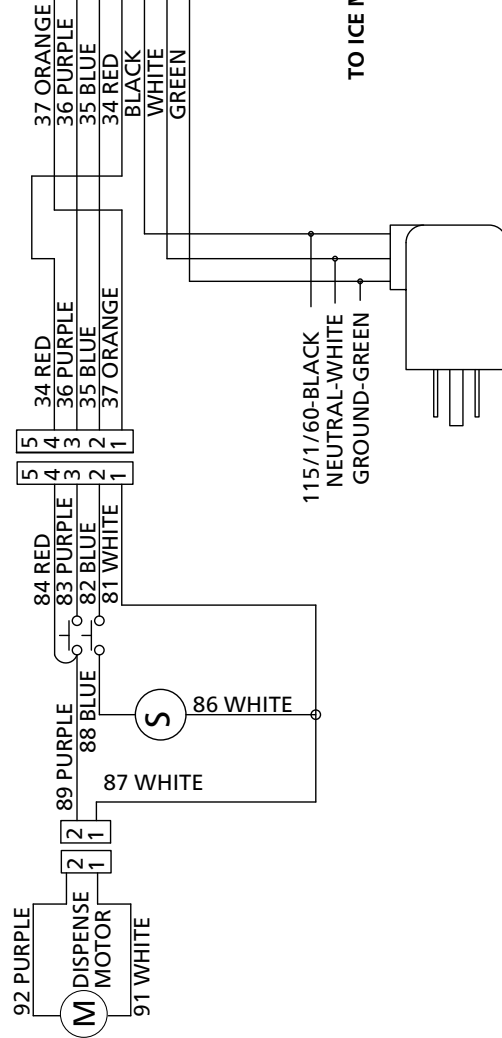 37 ORANGE
36 PURPLE
35 BLUE
34 RED
BLACK
WHITE
GREEN
TO ICE M
34 RED
36 PURPLE
35 BLUE
37 ORANGE
5
4
3
2
1
5
4
3
2
1
84 RED
83 PURPLE
82 BLUE
81 WHITE
115/1/60-BLACK
NEUTRAL-WHITE
GROUND-GREEN
89 PURPLE
88 BLUE
S
86 WHITE
87 WHITE
2
1
2
1
92 PURPLE
M
DISPENSE
MOTOR
91 WHITE